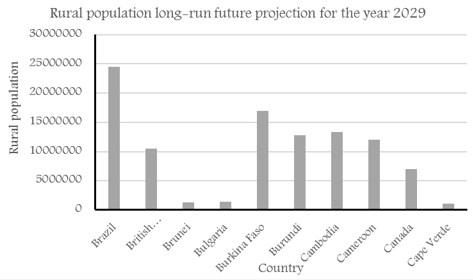 Rural population long-run future projection for the year 2029
30000000
25000000
20000000
15000000
10000000
5000000
0
Rural population
Brazil
British...
Brunei
Bulgaria
Burkina Faso
Burundi
Cambodia
Cameroon
Canada
Cape Verde
Country